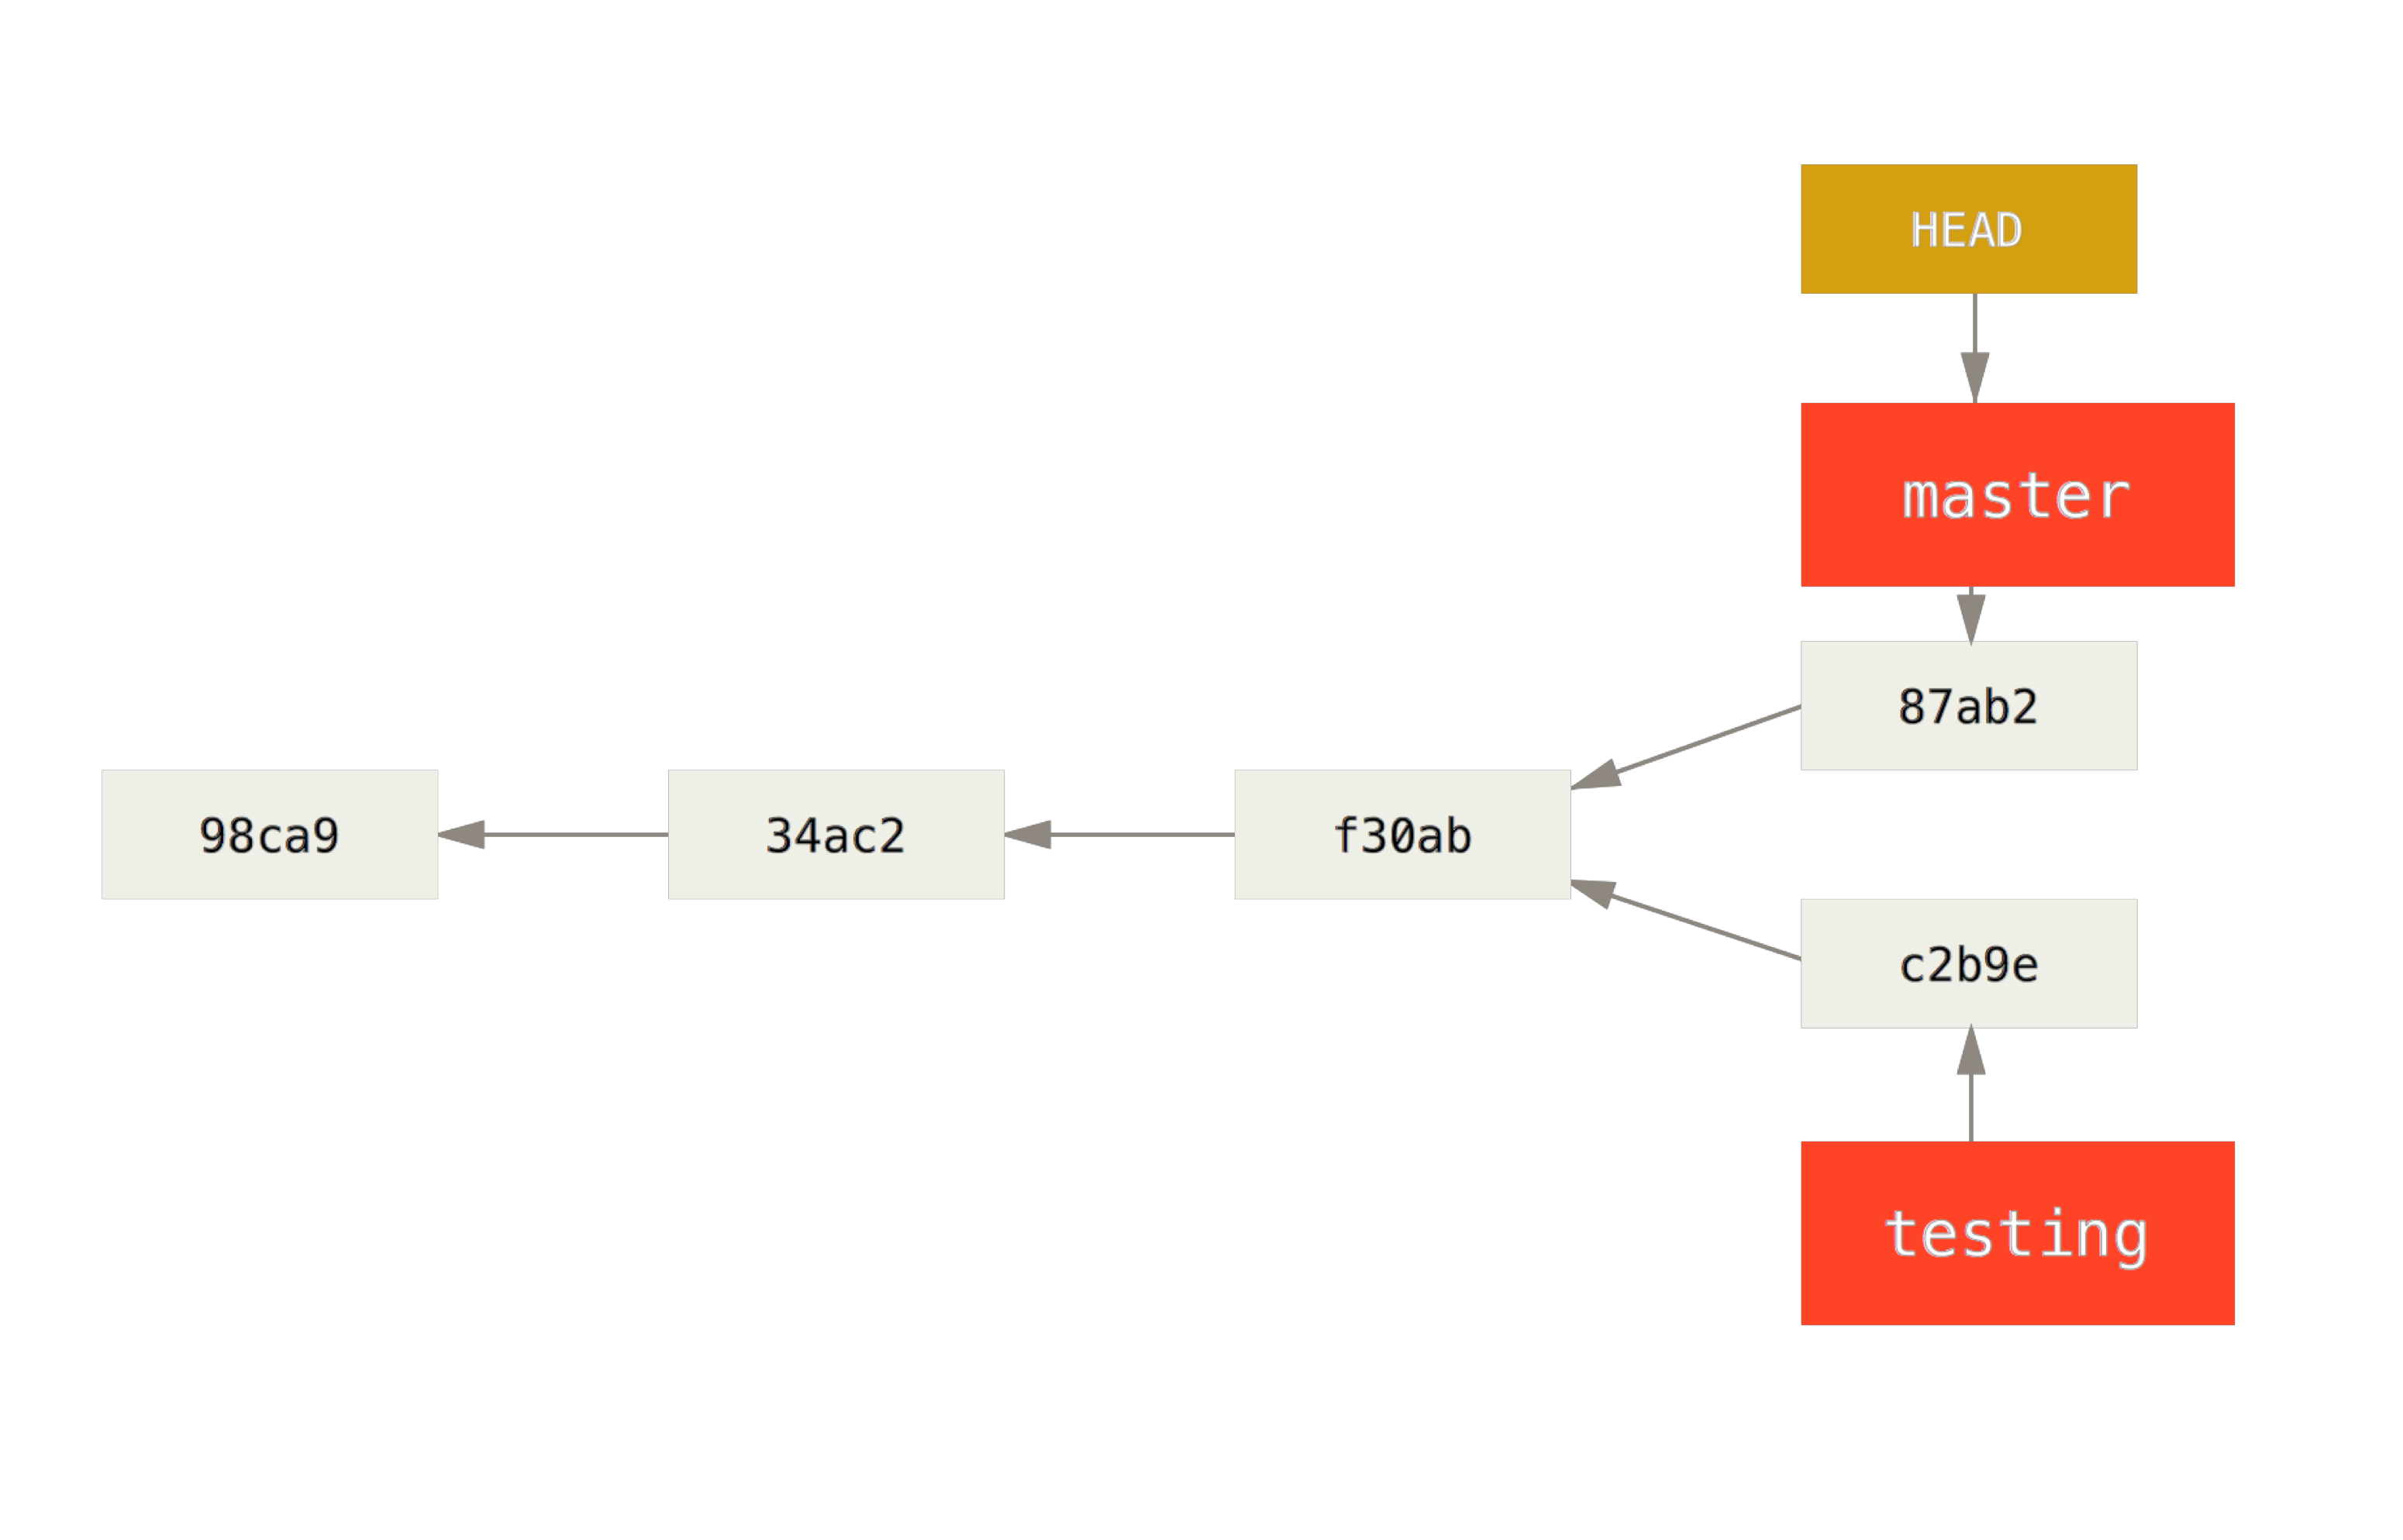 HEAD
master
87ab2
98ca9
34ac2
f30ab
c2b9e
testing